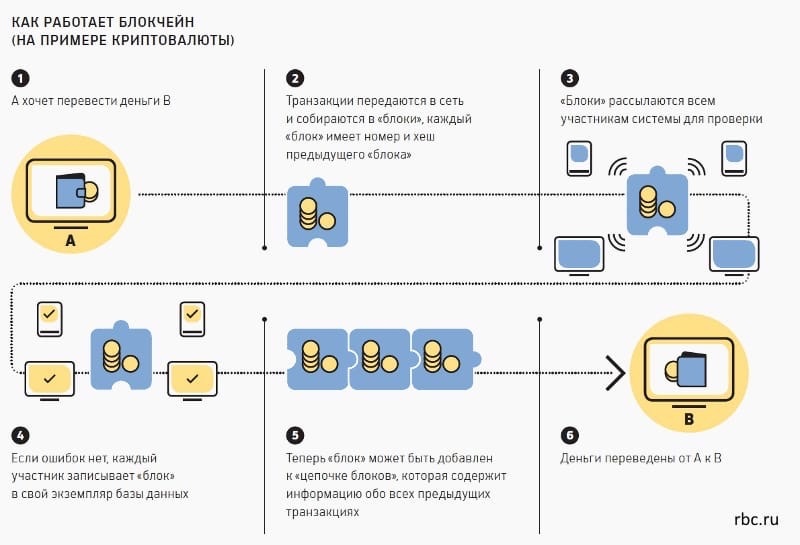 КАК РАБОТАЕТ БЛОКЧЕЙН
(НА ПРИМЕРЕ КРИПТОВАЛЮТЫ)
1
А хочет перевести деньги В
2
Транзакции передаются в сеть
и собираются в «блоки», каждый
«блок» имеет номер и хеш
предыдущего «блока»
3
«Блоки» рассылаются всем
участникам системы для проверки
А
4
Если ошибок нет, каждый
участник записывает «блок»
в свой экземпляр базы данных
5
Теперь «блок» может быть добавлен
к «цепочке блоков», которая содержит
информацию обо всех предыдущих
транзакциях
В
6
Деньги переведены от А к В
rbc.ru